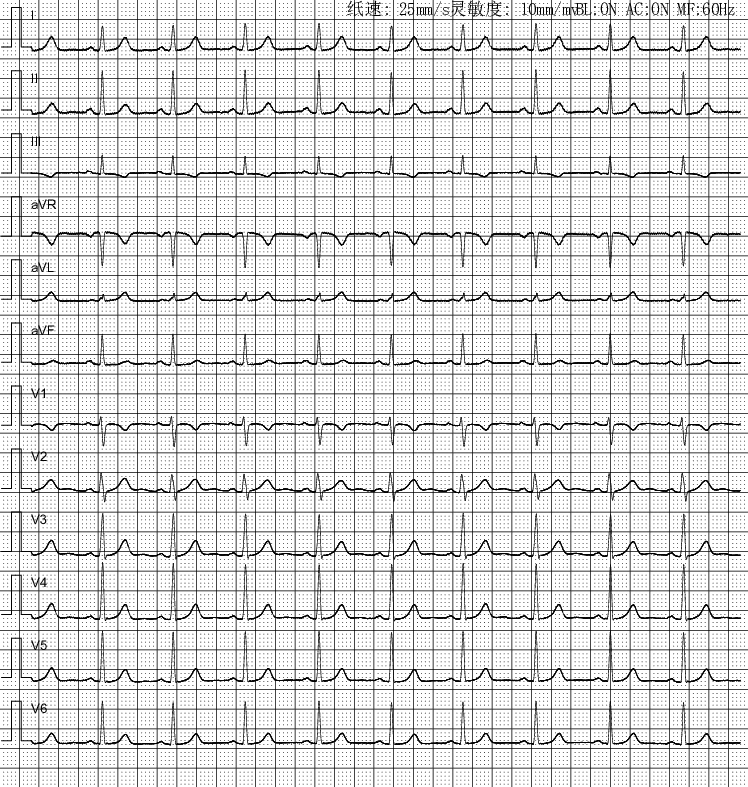 纸速: 25mm/s灵敏度: 10mm/mVBL:ON AC:ON MF:60Hz
I
II
III
aVR
aVL
aVF
V1
V2
V3
V4
V5
V6